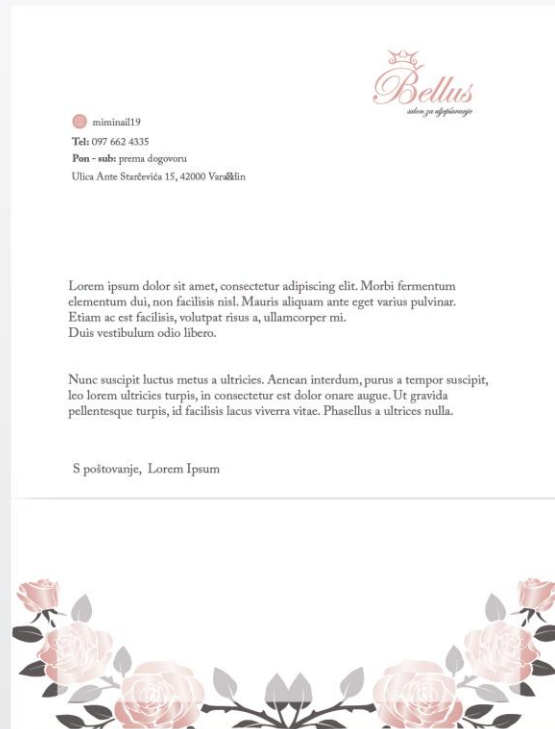 Bellus
salon za uljepšavanje
miminail19
Tel: 097 662 4335
Pon - sub: prema dogovoru
Ulica Ante Starčevića 15, 42000 Varaždin
Lorem ipsum dolor sit amet, consectetur adipiscing elit. Morbi fermentum
elementum dui, non facilisis nisl. Mauris aliquam ante eget varius pulvinar.
Etiam ac est facilisis, volutpat risus a, ullamcorper mi.
Duis vestibulum odio libero.
Nunc suscipit luctus metus a ultricies. Aenean interdum, purus a tempor suscipit,
leo lorem ultricies turpis, in consectetur est dolor onare augue. Ut gravida
pellentesque turpis, id facilisis lacus viverra vitae. Phasellus a ultrices nulla.
S poštovanje, Lorem Ipsum